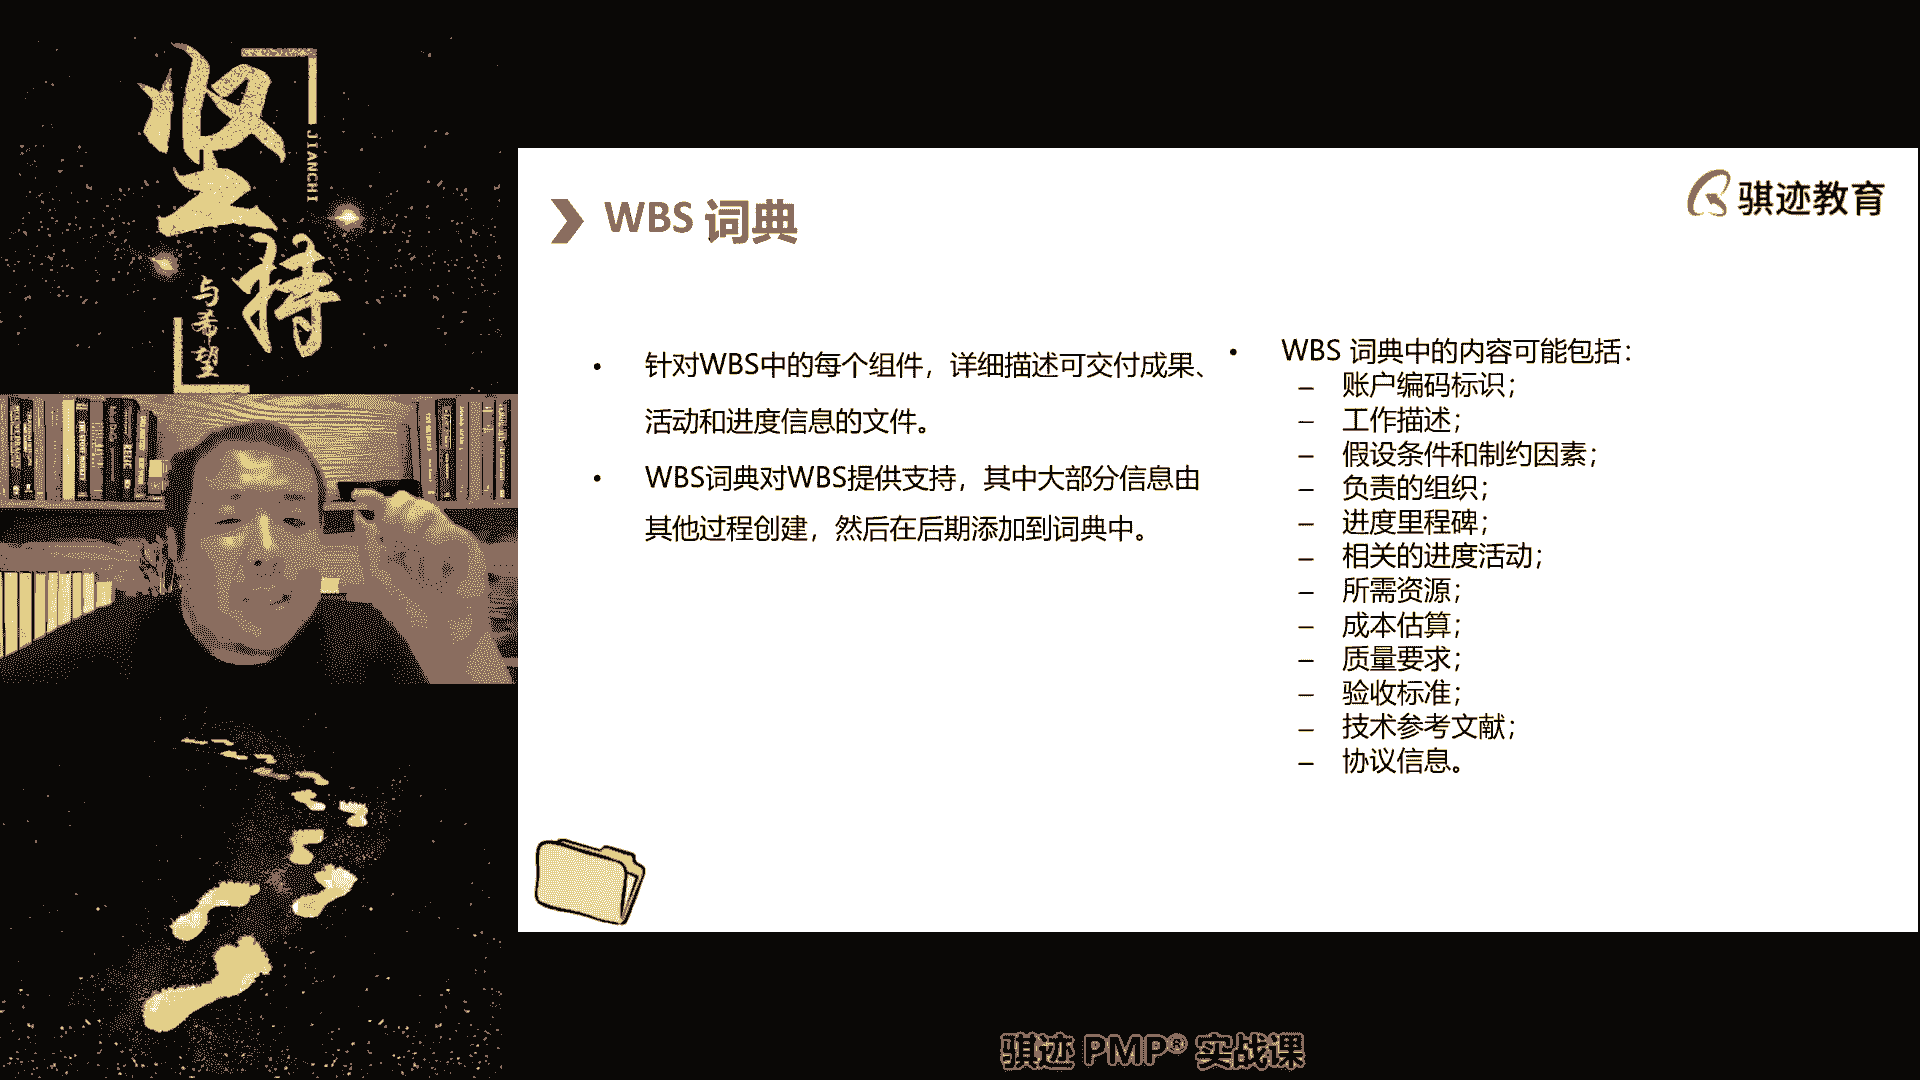 坚持
JIANCHI
与希望
骐迹教育
WBS 词典
• 针对WBS中的每个组件，详细描述可交付成果、
活动和进度信息的文件。
• WBS词典对WBS提供支持，其中大部分信息由
其他过程创建，然后在后期添加到词典中。
• WBS 词典中的内容可能包括：
– 账户编码标识；
– 工作描述；
– 假设条件和制约因素；
– 负责的组织；
– 进度里程碑；
– 相关的进度活动；
– 所需资源；
– 成本估算；
– 质量要求；
– 验收标准；
– 技术参考文献；
– 协议信息。
骐迹 PMP® 实战课